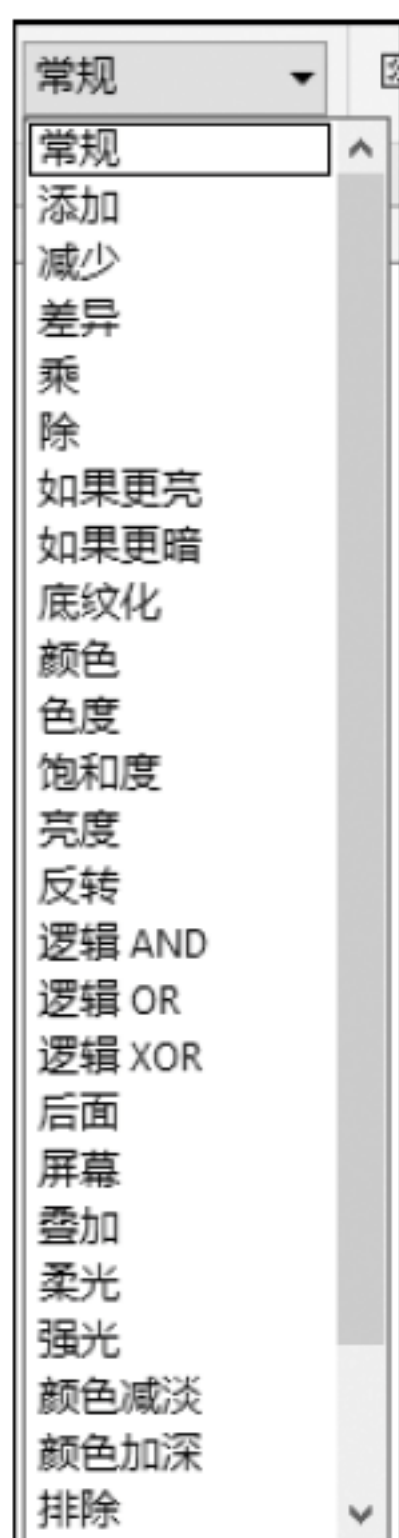 常规
常规
添加
减少
差异
乘
除
如果更亮
如果更暗
底纹化
颜色
色度
饱和度
亮度
反转
逻辑 AND
逻辑 OR
逻辑 XOR
后面
屏幕
叠加
柔光
强光
颜色减淡
颜色加深
排除